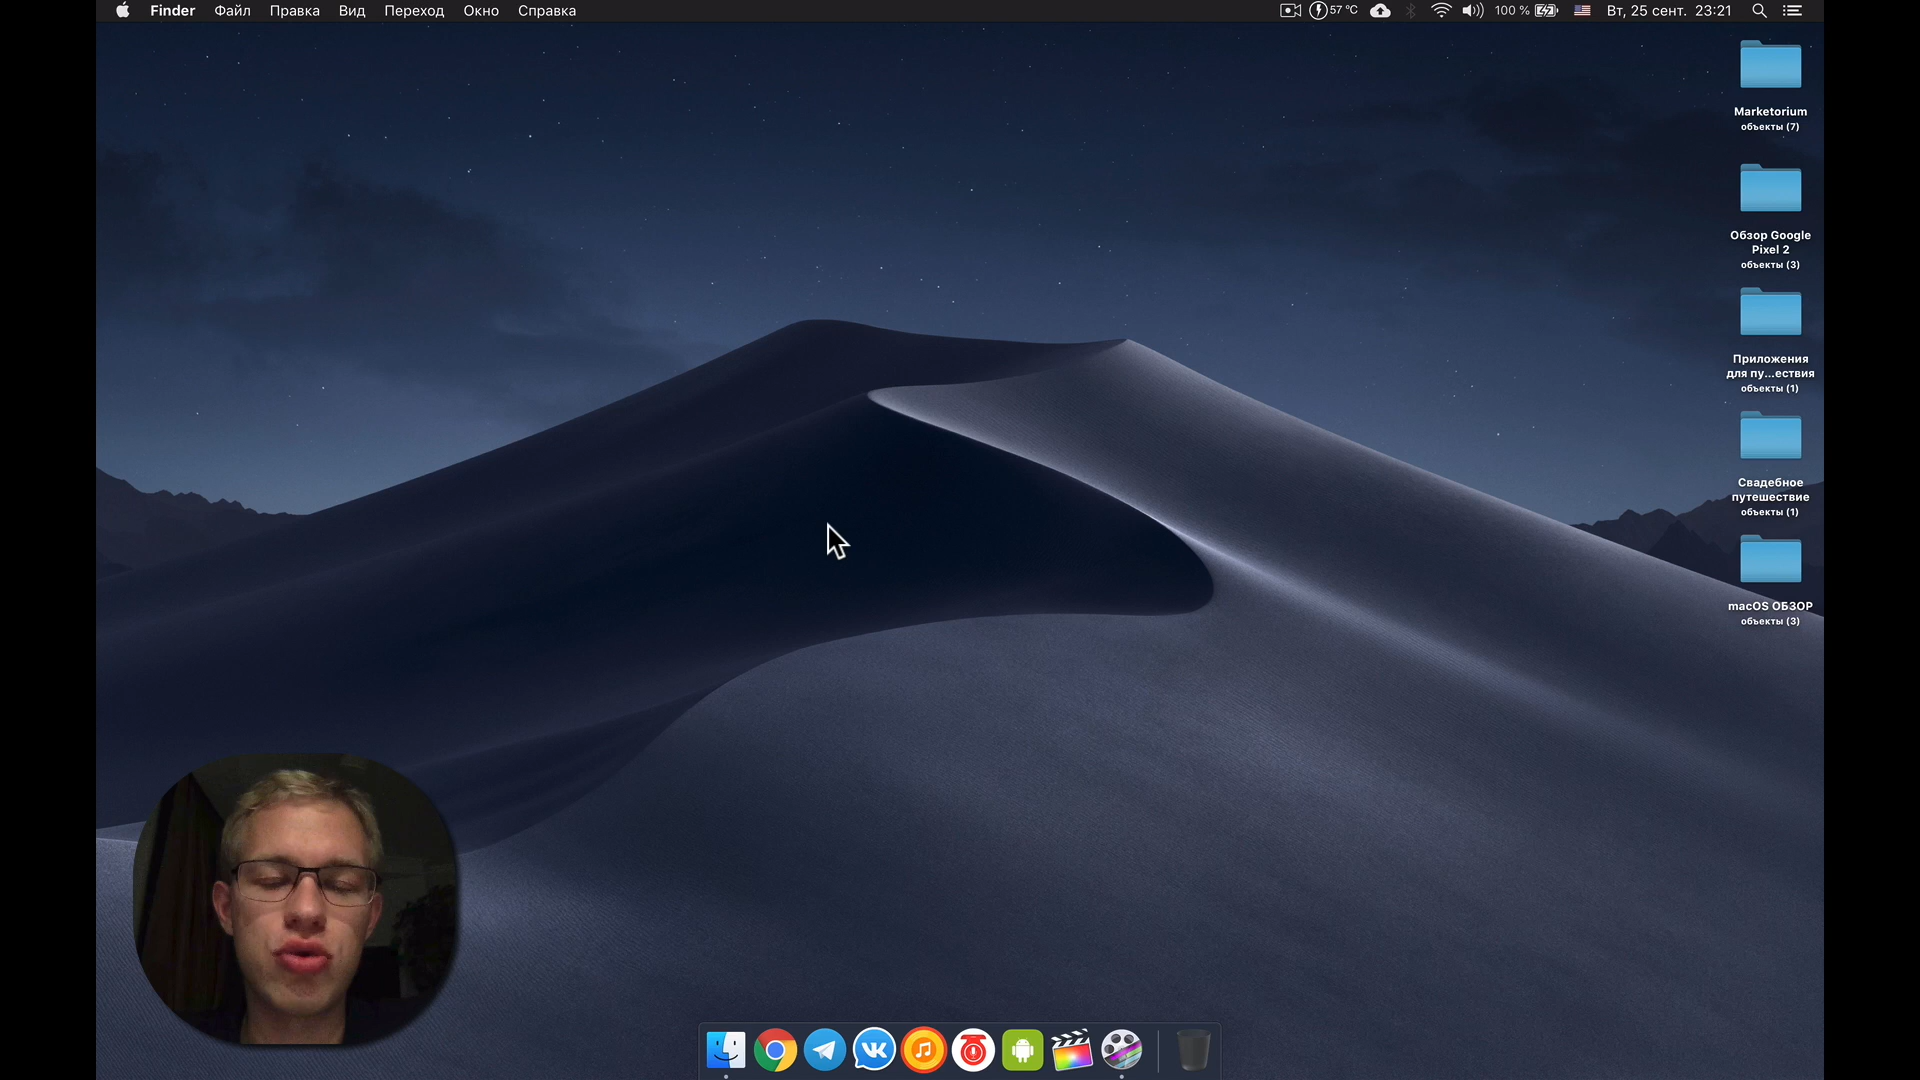 Finder Файл Правка Вид Переход Окно Справка 57 °C 100 % Вт, 25 сент. 23:21
Marketorium
объекты (7)
Обзор Google
Pixel 2
объекты (3)
Приложения
для пу...ествия
объекты (1)
Свадебное
путешествие
объекты (1)
macOS ОБЗОР
объекты (3)